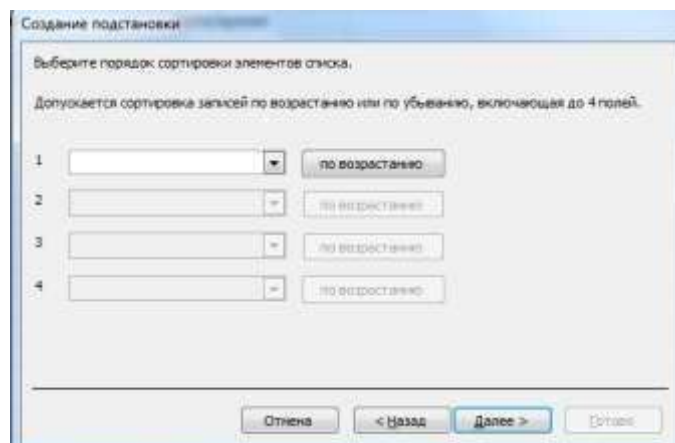 Создание подстановки
Выберите порядок сортировки элементов списка.
Допускается сортировка записей по возрастанию или по убыванию, включающая до 4 полей.
1 по возрастанию
2 по возрастанию
3 по возрастанию
4 по возрастанию
Отмена < Назад Далее > Готово